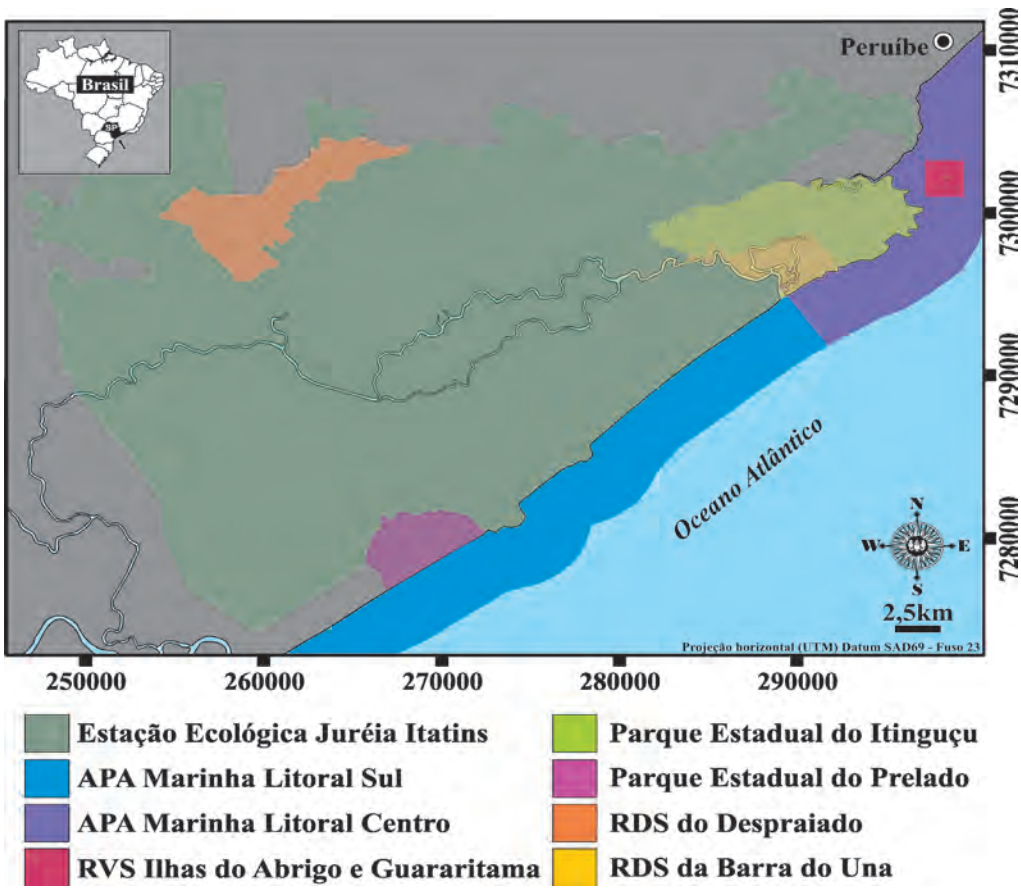 Brasil
SP
Peruíbe
7310000
7300000
7290000
7280000
Oceano Atlântico
N
W
E
S
2,5km
Projeção horizontal (UTM) Datum SAD69 - Fuso 23
250000
260000
270000
280000
290000
Estação Ecológica Juréia Itatins
APA Marinha Litoral Sul
APA Marinha Litoral Centro
RVS Ilhas do Abrigo e Guararitama
Parque Estadual do Itinguçu
Parque Estadual do Prelado
RDS do Despraiado
RDS da Barra do Una